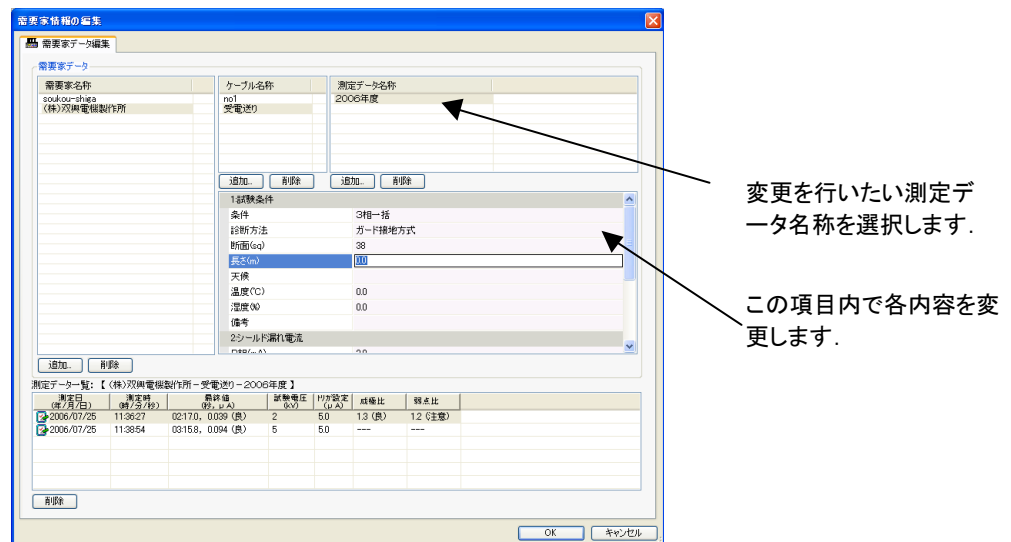 需要家情報の編集
需要家データ編集
需要家データ
需要家名称
soukou-shiga
(株)双興電機製作所
ケーブル名称
no1
受電送り
測定データ名称
2006年度
追加... 削除 追加... 削除
1:試験条件
条件 3相一括
診断方法 ガード接地方式
断面(sq) 38
長さ(m) 0.0
天候
温度(℃) 0.0
湿度(%) 0.0
備考
2:シールド漏れ電流
追加... 削除
測定データ一覧: 【 (株)双興電機製作所 − 受電送り − 2006年度 】
測定日 (年/月/日) 測定時 (時/分/秒) 最終値 (秒, μA) 試験電圧 (kV) トリガ設定 (μA) 成極比 弱点比
2006/07/25 11:36:27 02:17.0, 0.039 (良) 2 5.0 1.3 (良) 1.2 (注意)
2006/07/25 11:38:54 03:15.8, 0.094 (良) 5 5.0 --- ---
削除
OK キャンセル
変更を行いたい測定デ
ータ名称を選択します.
この項目内で各内容を変
更します.